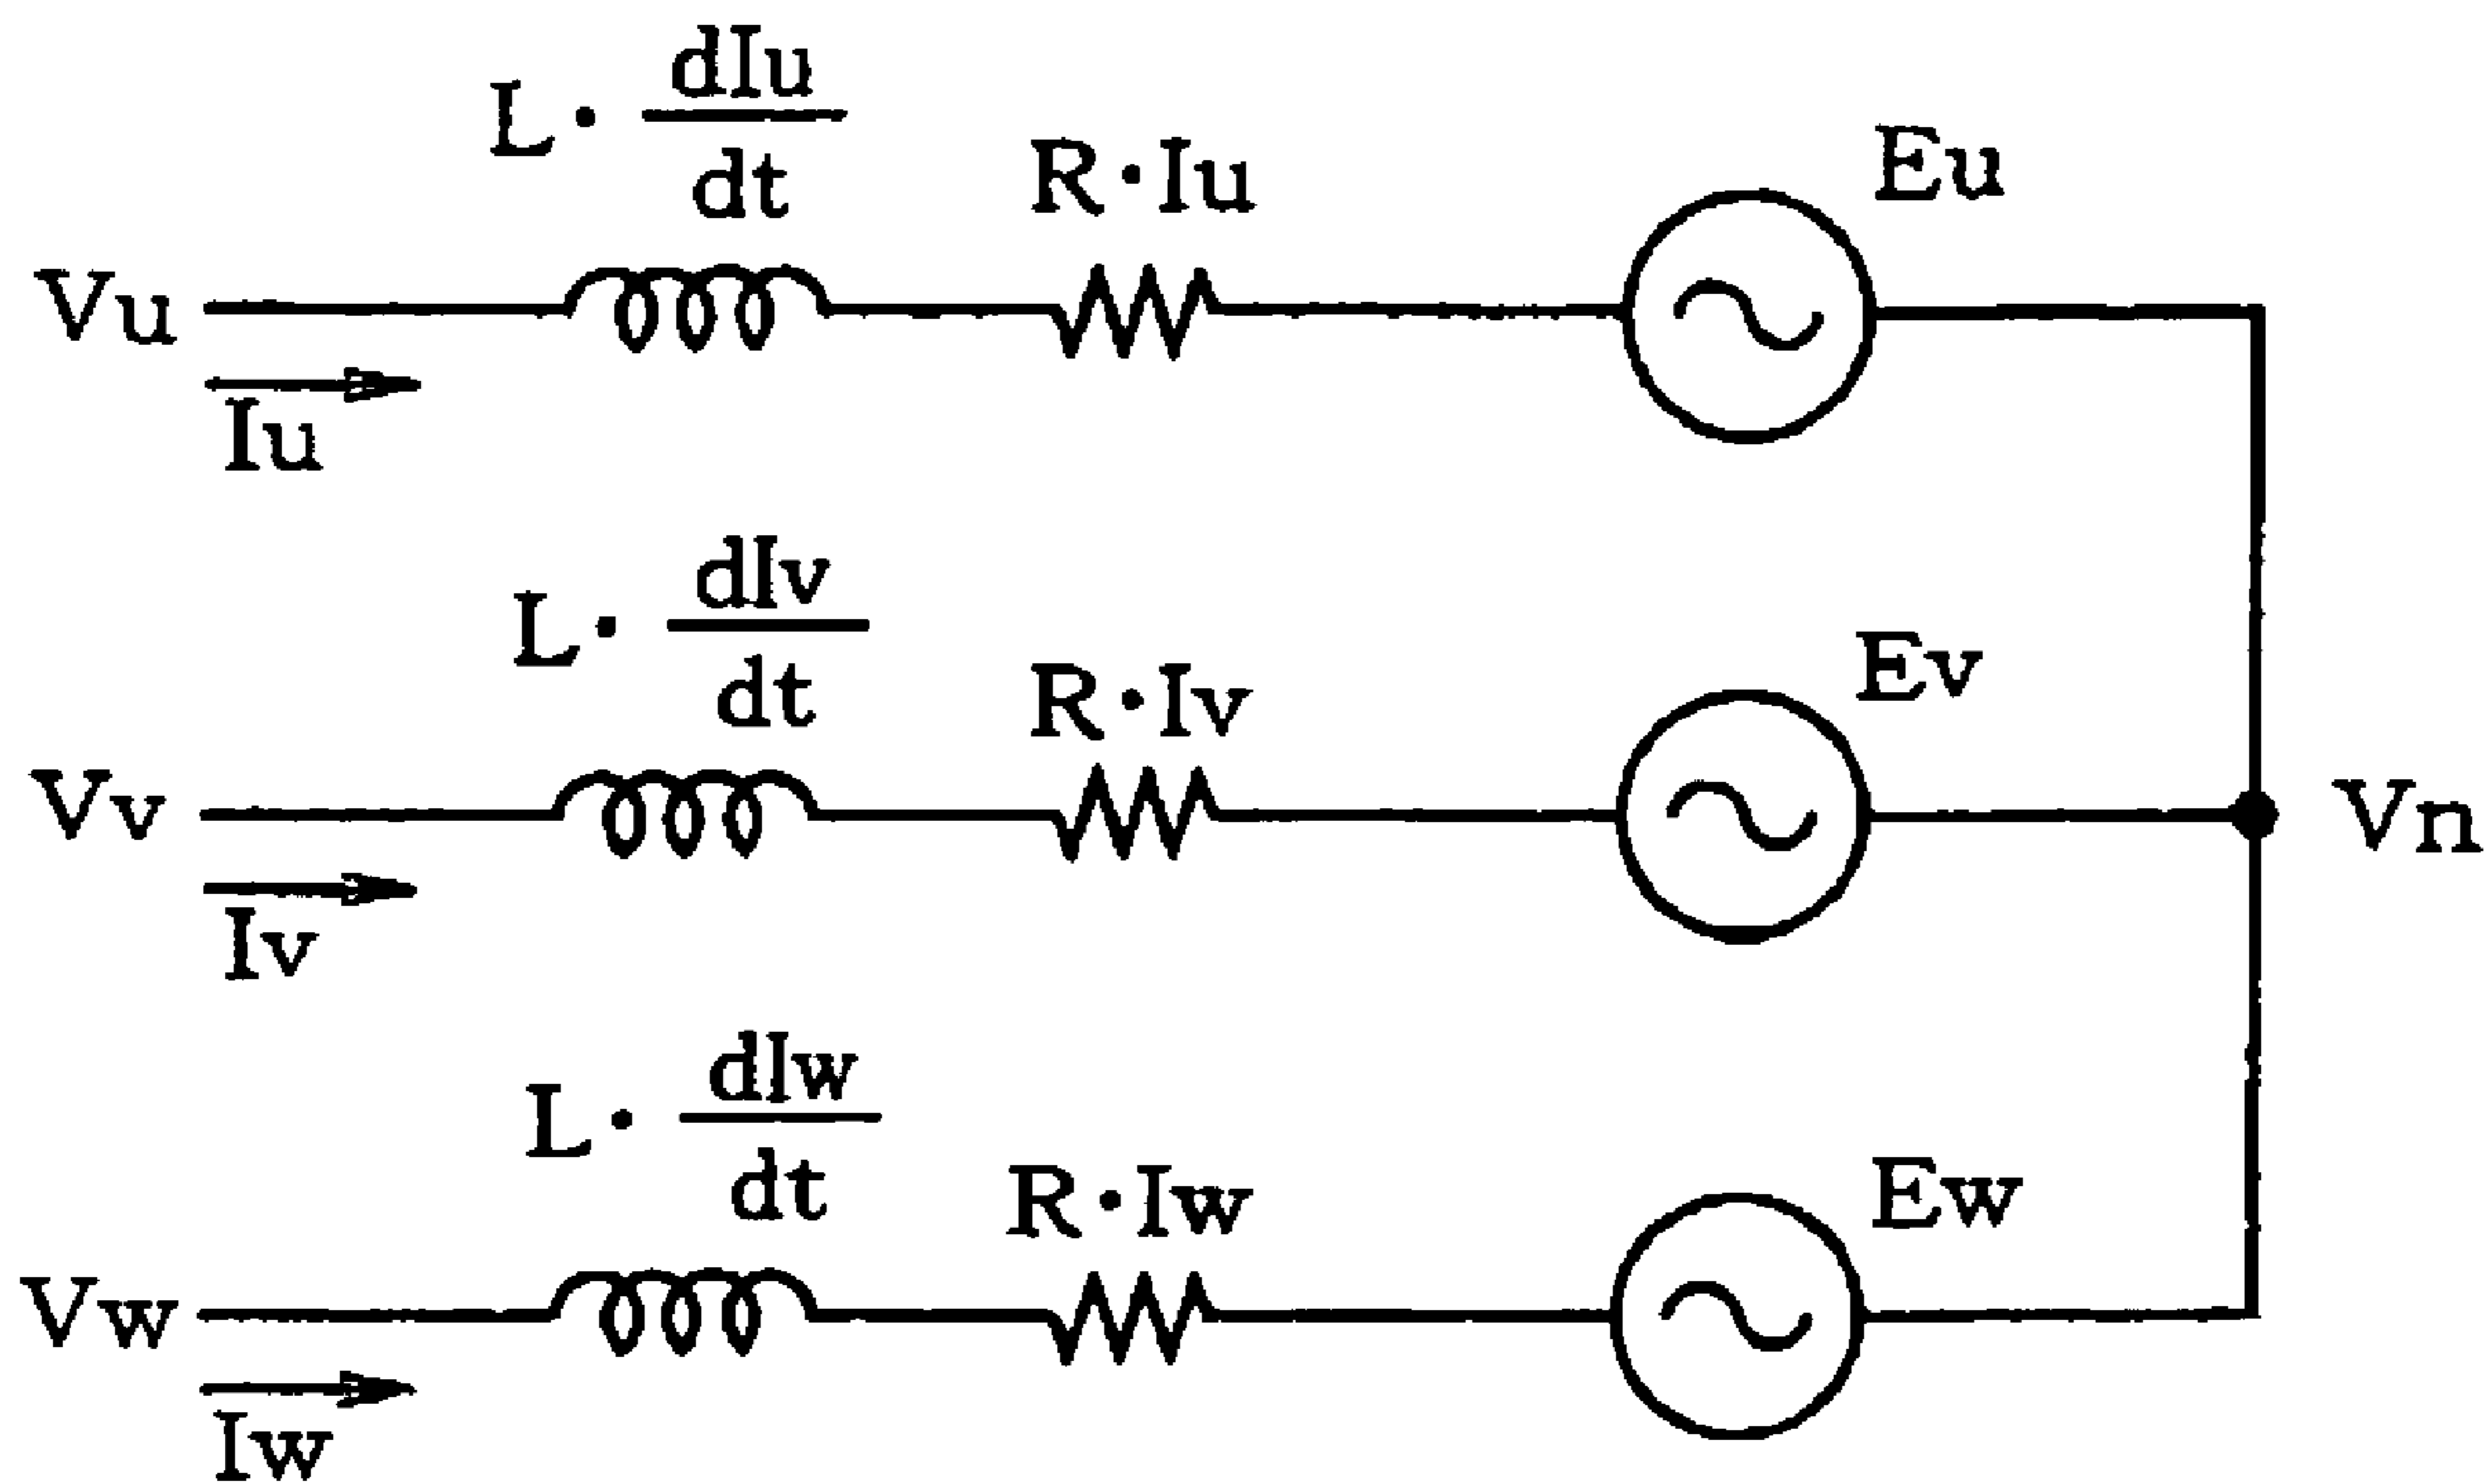 L· dIu/dt
R·Iu
Eu
Vu
Iu
L· dIv/dt
R·Iv
Ev
Vv
Vn
Iv
L· dIw/dt
R·Iw
Ew
Vw
Iw